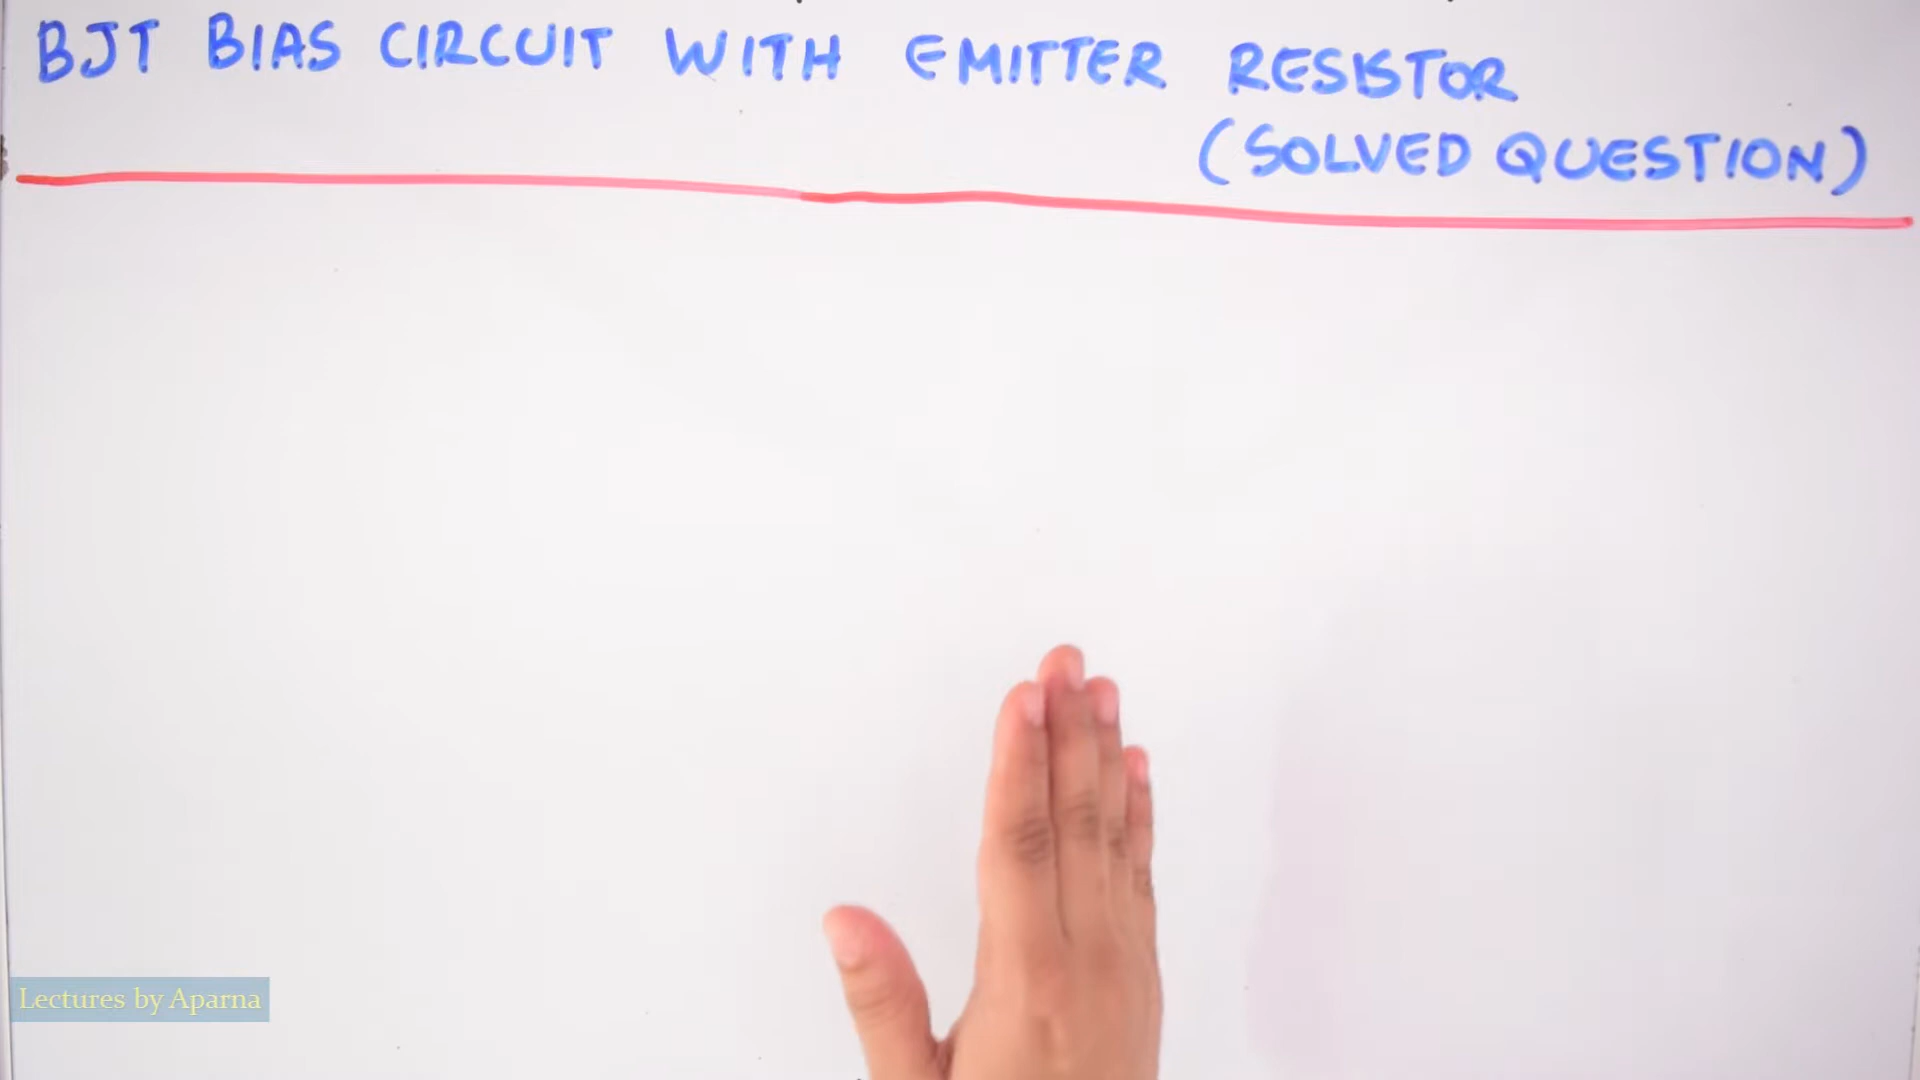 BJT BIAS CIRCUIT WITH EMITTER RESISTOR
(SOLVED QUESTION)
Lectures by Aparna